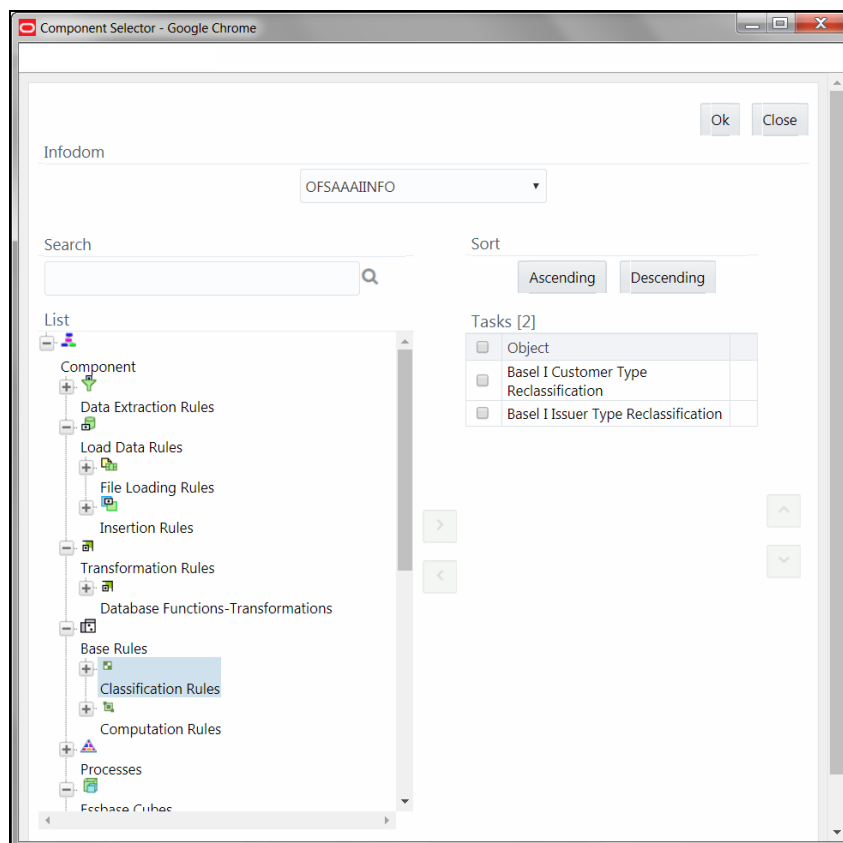 Component Selector - Google Chrome
Ok
Close
Infodom
OFSAAAIINFO
Search
Sort
Ascending
Descending
List
Tasks [2]
Object
Basel I Customer Type
Reclassification
Basel I Issuer Type Reclassification
Component
Data Extraction Rules
Load Data Rules
File Loading Rules
Insertion Rules
Transformation Rules
Database Functions-Transformations
Base Rules
Classification Rules
Computation Rules
Processes
Essbase Cubes